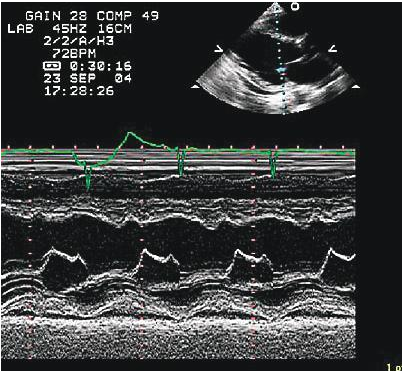 GAIN 28 COMP 49
LAB 45HZ 16CM
2/2/A/H3
72BPM
0:30:16
23 SEP 04
17:28:26